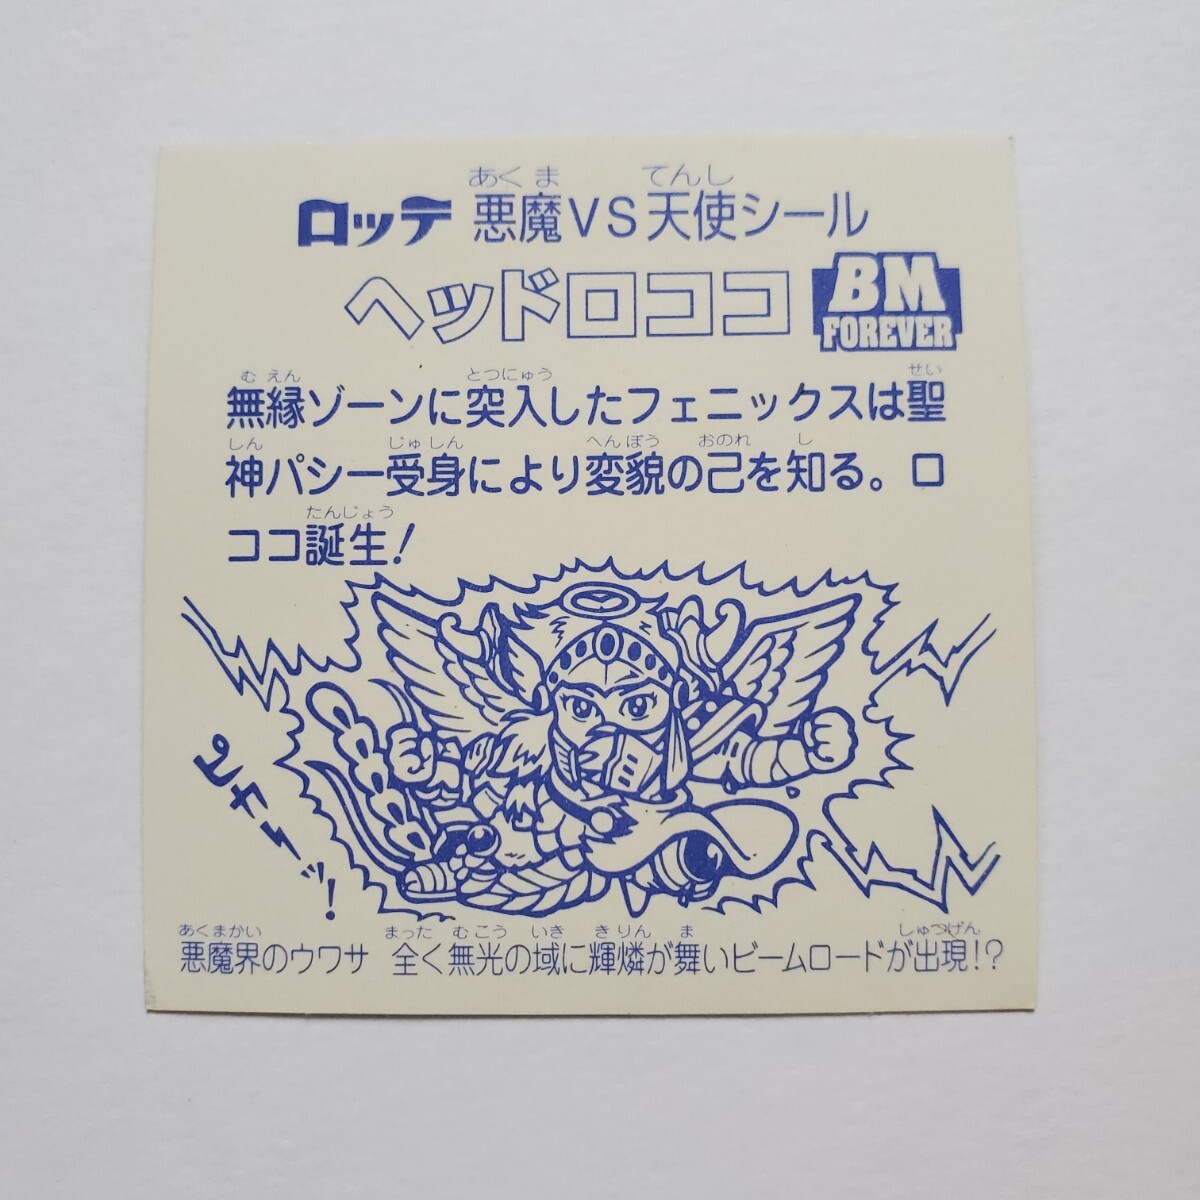 あくま てんし
ロッテ 悪魔VS天使シール
ヘッドロココ
BM
FOREVER
むえん とつにゅう せい
無縁ゾーンに突入したフェニックスは聖
しん じゅしん へんぼう おのれ し
神パシー受身により変貌の己を知る。ロ
たんじょう
ココ誕生!
ピカーッ!
あくまかい まった むこう いき きりん ま しゅつげん
悪魔界のウワサ 全く無光の域に輝燐が舞いビームロードが出現!?